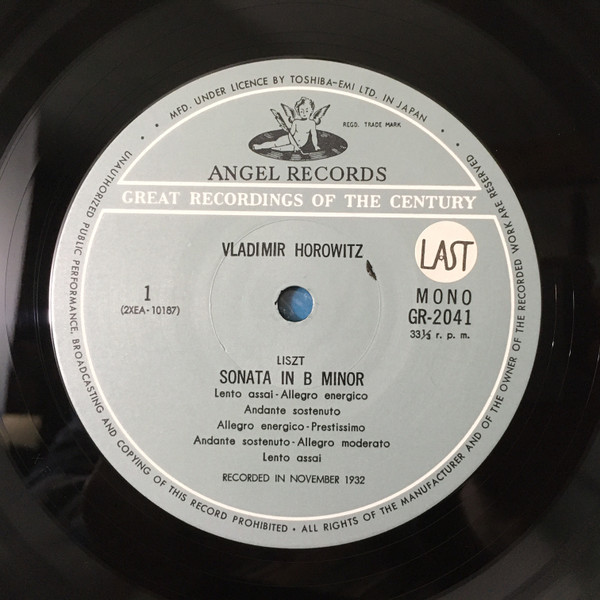 MFD. UNDER LICENCE BY TOSHIBA-EMI LTD. IN JAPAN
REGD. TRADE MARK
ANGEL RECORDS
GREAT RECORDINGS OF THE CENTURY
VLADIMIR HOROWITZ
LAST
1
(2XEA-10187)
MONO
GR-2041
33⅓ r. p. m.
LISZT
SONATA IN B MINOR
Lento assai - Allegro energico
Andante sostenuto
Allegro energico - Prestissimo
Andante sostenuto - Allegro moderato
Lento assai
RECORDED IN NOVEMBER 1932
UNAUTHORIZED PUBLIC PERFORMANCE, BROADCASTING AND COPYING OF THIS RECORD PROHIBITED • ALL RIGHTS OF THE MANUFACTURER AND OF THE OWNER OF THE RECORDED WORK ARE RESERVED